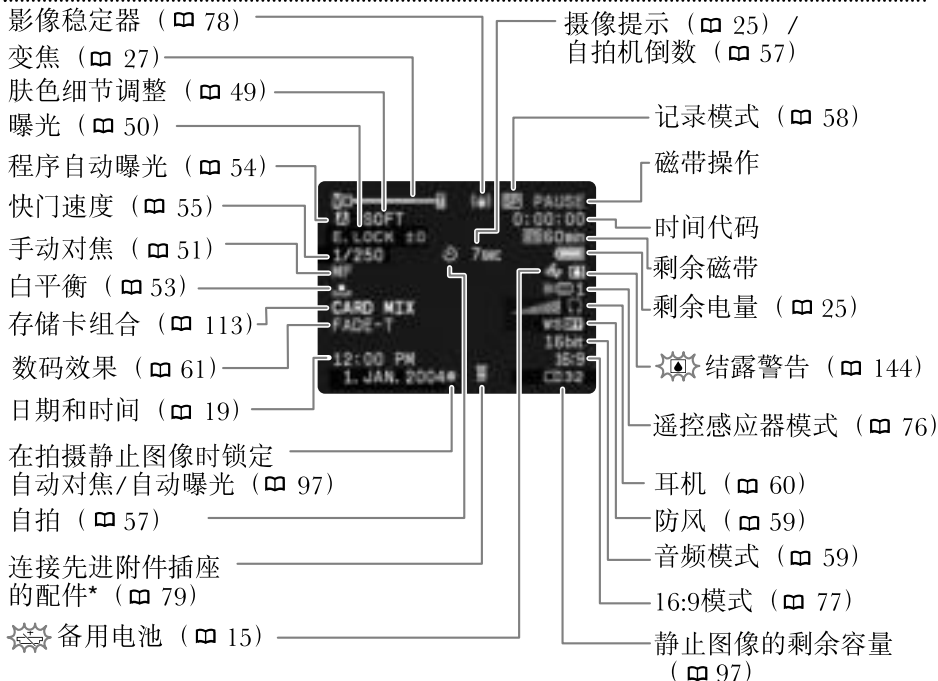 影像稳定器（ 78）
变焦（ 27）
肤色细节调整（ 49）
曝光（ 50）
程序自动曝光（ 54）
快门速度（ 55）
手动对焦（ 51）
白平衡（ 53）
存储卡组合（ 113）
数码效果（ 61）
日期和时间（ 19）
在拍摄静止图像时锁定
自动对焦/自动曝光（ 97）
自拍（ 57）
连接先进附件插座
的配件*（ 79）
备用电池（ 15）
PAUSE
SOFT
0:00:00
E.LOCK ±0
60min
1/250
7sec
MF
CARD MIX
FADE-T
WS
16bit
12:00 PM
16:9
1.JAN.2004
32
摄像提示（ 25）/
自拍机倒数（ 57）
记录模式（ 58）
磁带操作
时间代码
剩余磁带
剩余电量（ 25）
结露警告（ 144）
遥控感应器模式（ 76）
耳机（ 60）
防风（ 59）
音频模式（ 59）
16:9模式（ 77）
静止图像的剩余容量
（ 97）